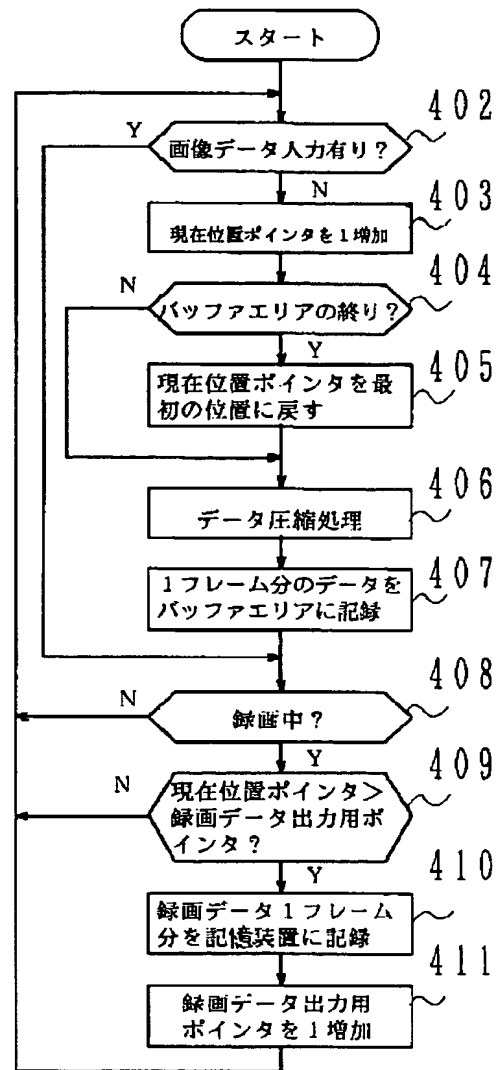 スタート
402
Y
画像データ入力有り?
N
403
現在位置ポインタを1増加
404
N
バッファエリアの終り?
Y
405
現在位置ポインタを最
初の位置に戻す
406
データ圧縮処理
407
1フレーム分のデータを
バッファエリアに記録
408
N
録画中?
Y
409
N
現在位置ポインタ>
録画データ出力用ポ
インタ?
Y
410
録画データ1フレーム
分を記憶装置に記録
411
録画データ出力用
ポインタを1増加